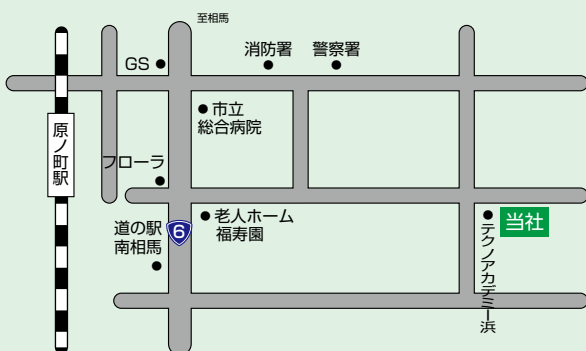 至相馬
GS
消防署
警察署
市立
総合病院
原ノ町駅
フローラ
道の駅
南相馬
6
老人ホーム
福寿園
当社
テクノアカデミー浜